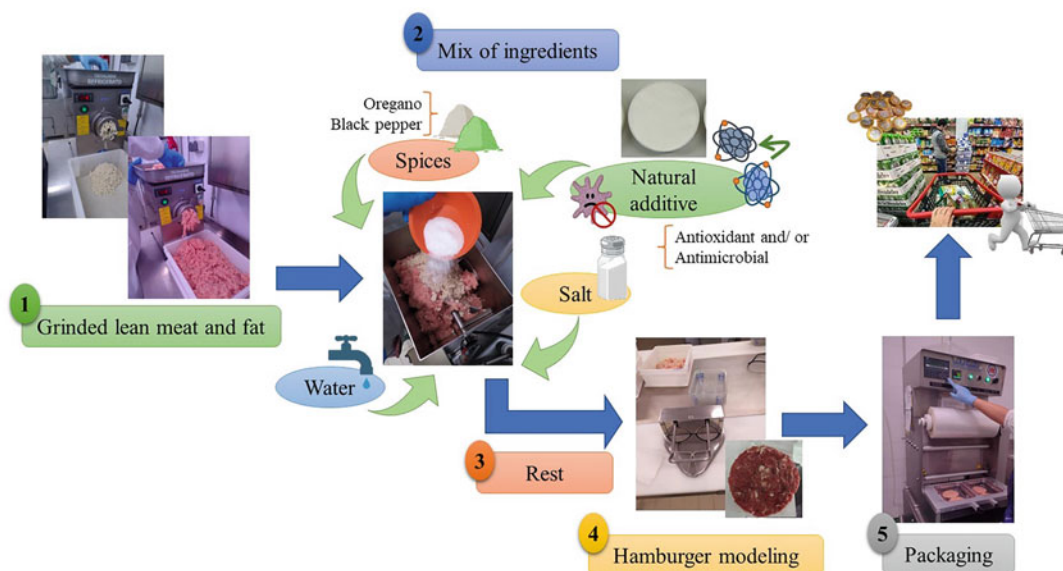 2
Mix of ingredients
Oregano
Black pepper
Spices
Natural
additive
Antioxidant and/ or
Antimicrobial
Salt
1
Grinded lean meat and fat
Water
3
Rest
4
Hamburger modeling
5
Packaging